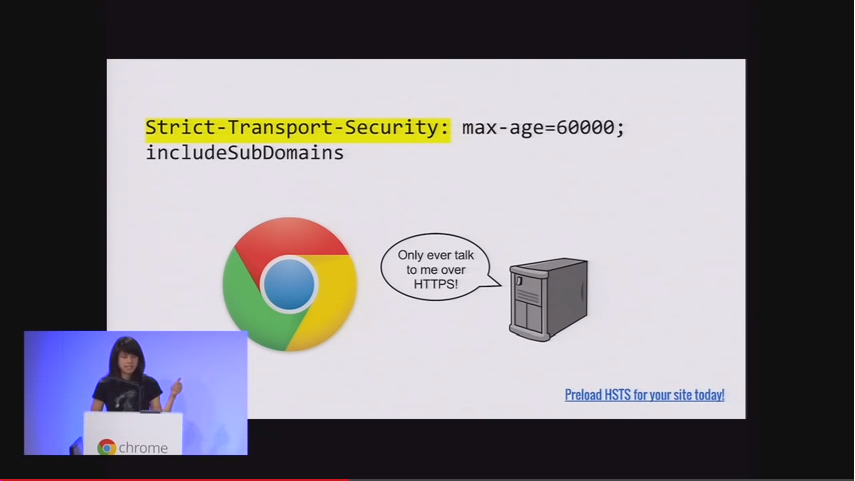 Strict-Transport-Security: max-age=60000;
includeSubDomains
Only ever talk
to me over
HTTPS!
Preload HSTS for your site today!
chrome